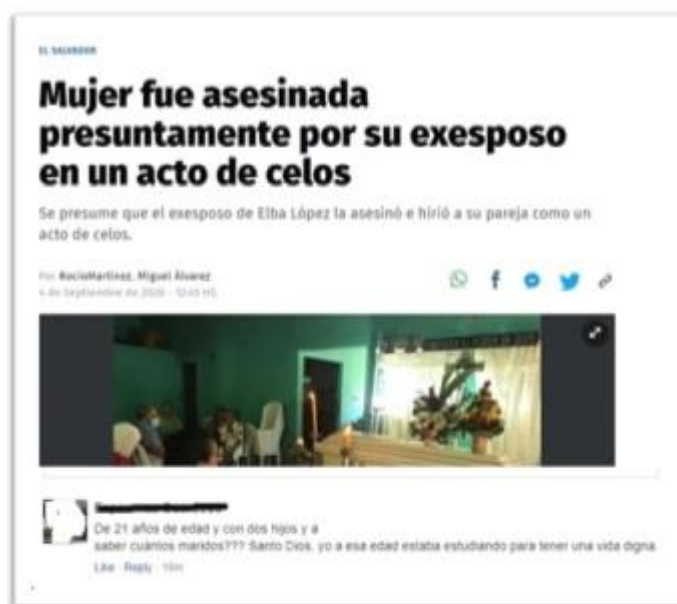 EL SALVADOR
Mujer fue asesinada
presuntamente por su exesposo
en un acto de celos
Se presume que el exesposo de Elba López la asesinó e hirió a su pareja como un
acto de celos.
Por RocioMartínez, Miguel Álvarez
4 de Septiembre de 2020 -
De 21 años de edad y con dos hijos y a
saber cuántos maridos??? Santo Dios, yo a esa edad estaba estudiando para tener una vida digna.
Like Reply